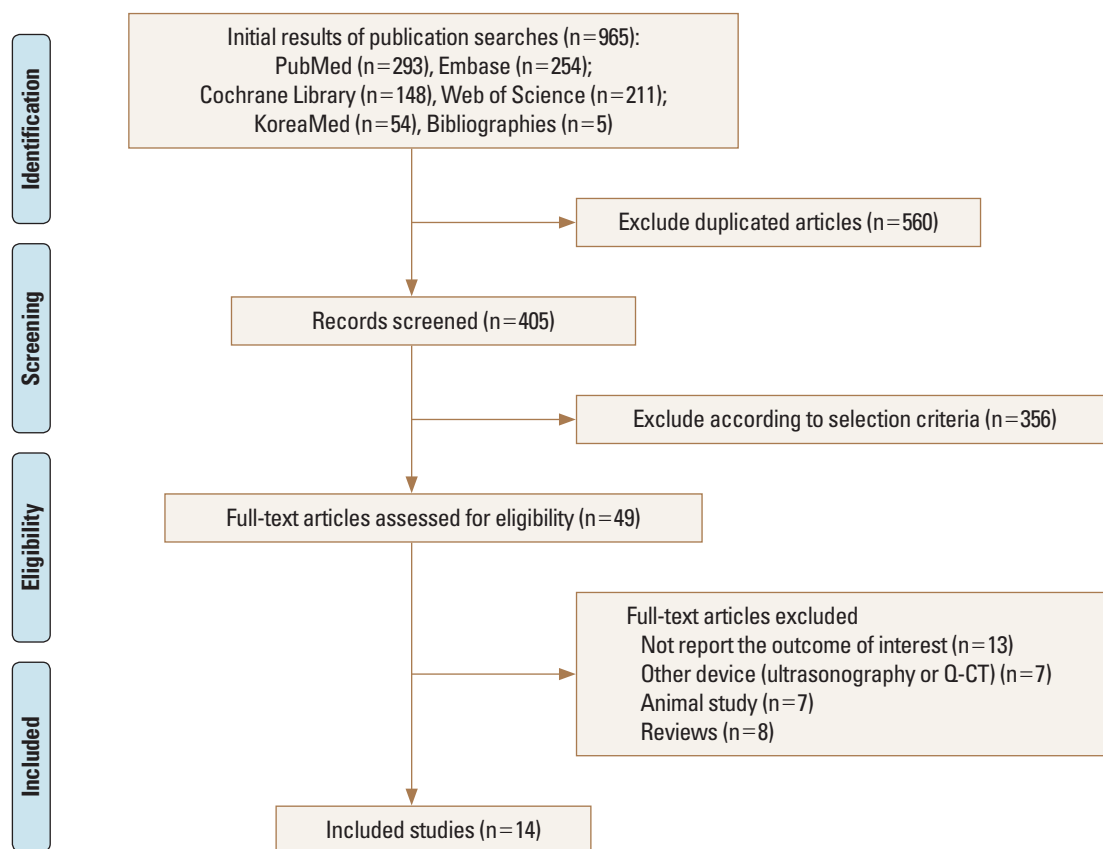 Identification
Initial results of publication searches (n=965):
PubMed (n=293), Embase (n=254);
Cochrane Library (n=148), Web of Science (n=211);
KoreaMed (n=54), Bibliographies (n=5)
Exclude duplicated articles (n=560)
Screening
Records screened (n=405)
Exclude according to selection criteria (n=356)
Eligibility
Full-text articles assessed for eligibility (n=49)
Full-text articles excluded
Not report the outcome of interest (n=13)
Other device (ultrasonography or Q-CT) (n=7)
Animal study (n=7)
Reviews (n=8)
Included
Included studies (n=14)